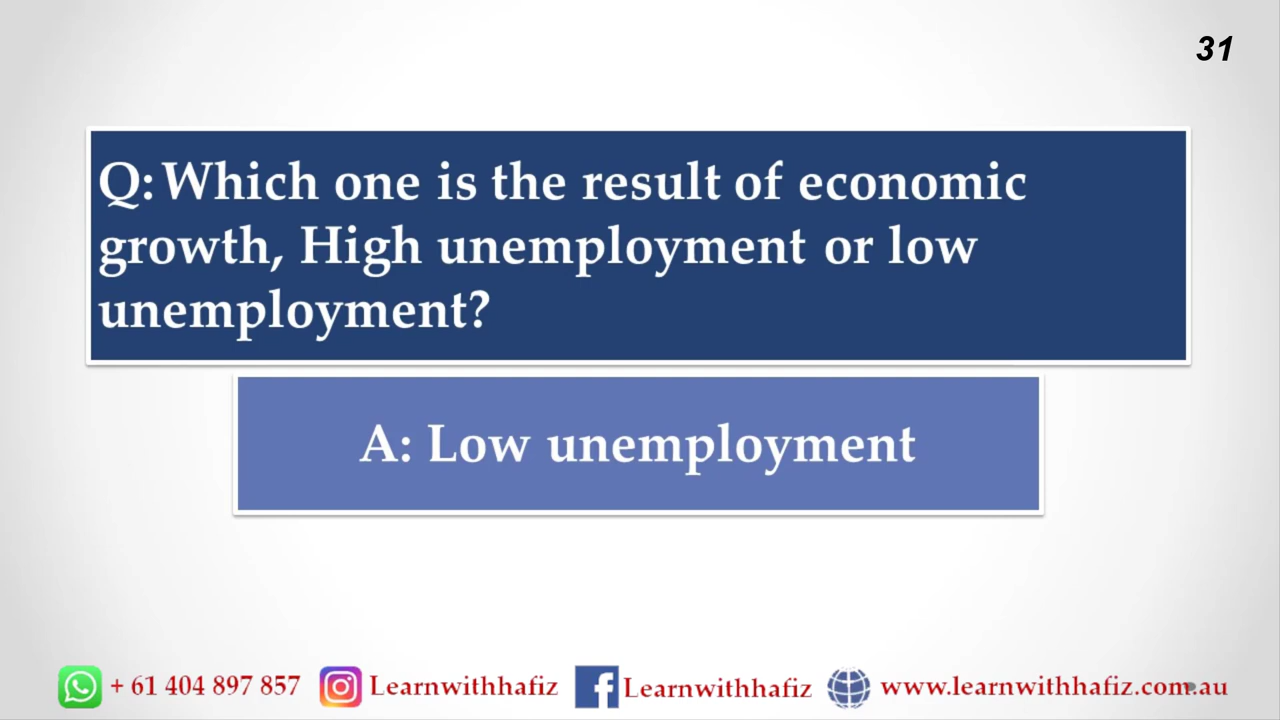 31
Q: Which one is the result of economic
growth, High unemployment or low
unemployment?
A: Low unemployment
+ 61 404 897 857 Learnwithhafiz Learnwithhafiz www.learnwithhafiz.com.au